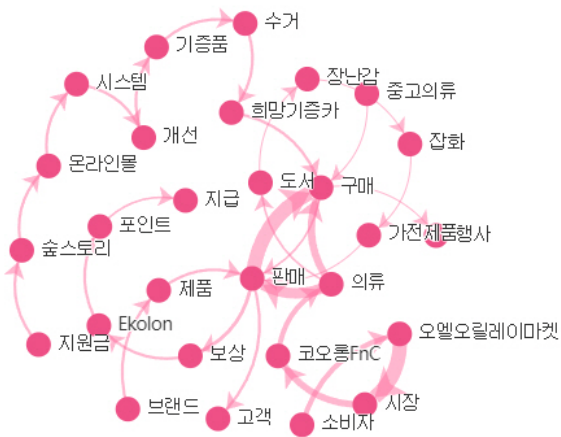 수거
기증품
시스템
장난감
중고의류
희망기증카
개선
잡화
온라인몰
도서
구매
지급
포인트
가전제품행사
숲스토리
제품
판매
의류
Ekolon
지원금
보상
코오롱FnC
오엘오릴레이마켓
브랜드
고객
소비자
시장